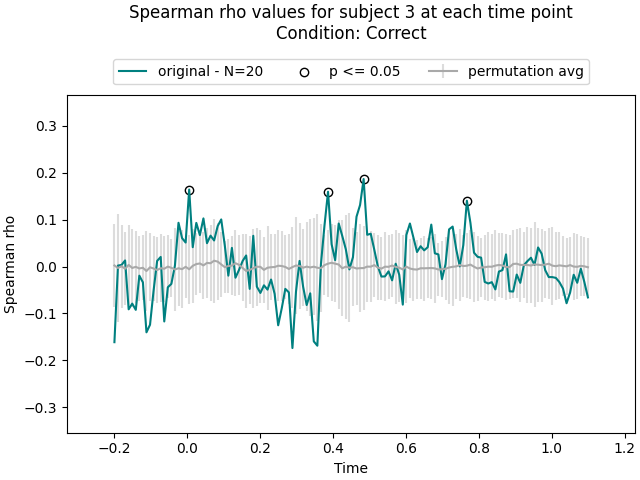 Spearman rho values for subject 3 at each time point
Condition: Correct
original - N=20
p <= 0.05
permutation avg
0.3
0.2
0.1
0.0
−0.1
−0.2
−0.3
Spearman rho
−0.2
0.0
0.2
0.4
0.6
0.8
1.0
1.2
Time